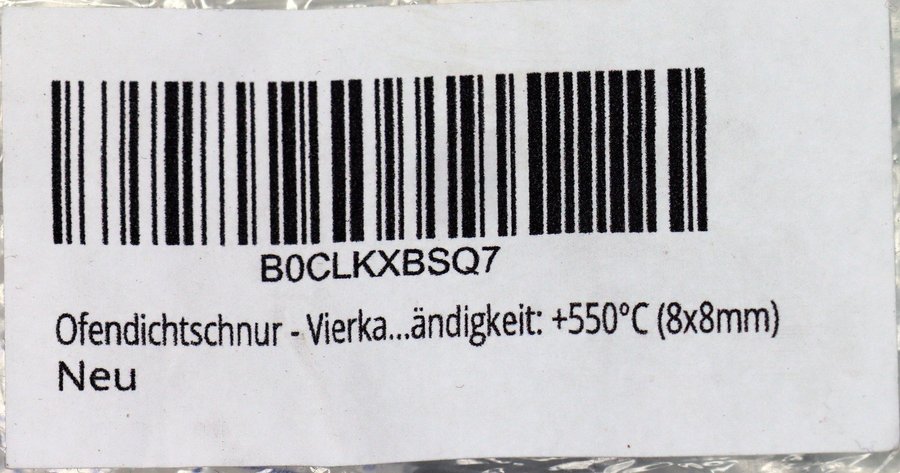 B0CLKXBSQ7
Ofendichtschnur - Vierka...ändigkeit: +550°C (8x8mm)
Neu